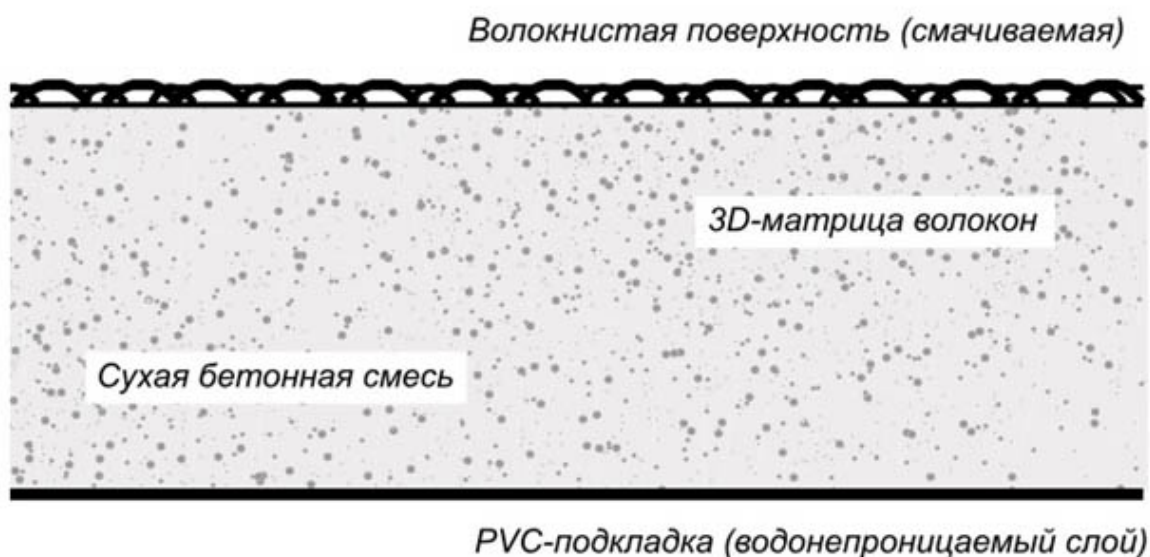 Волокнистая поверхность (смачиваемая)
3D-матрица волокон
Сухая бетонная смесь
PVC-подкладка (водонепроницаемый слой)